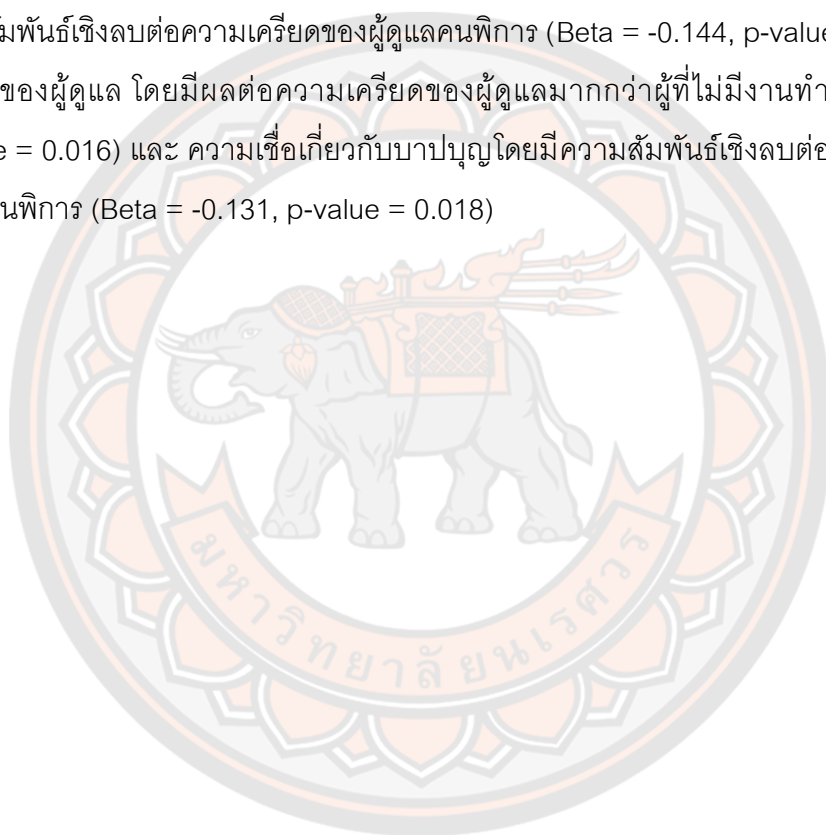 มพันธ์เชิงลบต่อความเครียดของผู้ดูแลคนพิการ (Beta = -0.144, p-value
ของผู้ดูแล โดยมีผลต่อความเครียดของผู้ดูแลมากกว่าผู้ที่ไม่มีงานทำ
e = 0.016) และ ความเชื่อเกี่ยวกับบาปบุญโดยมีความสัมพันธ์เชิงลบต่อ
นพิการ (Beta = -0.131, p-value = 0.018)
มหาวิทยาลัยนเรศวร